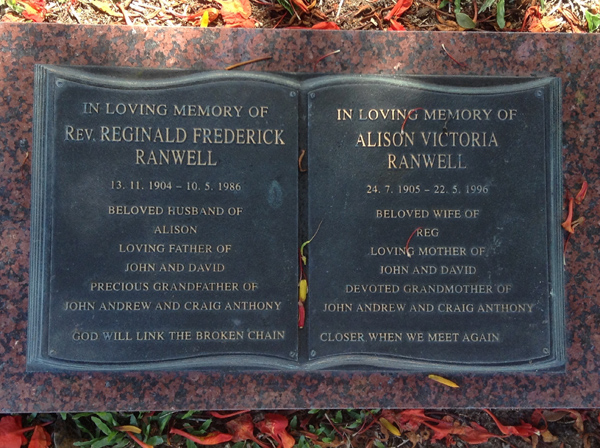 IN LOVING MEMORY OF
REV. REGINALD FREDERICK
RANWELL
13. 11. 1904 – 10. 5. 1986
BELOVED HUSBAND OF
ALISON
LOVING FATHER OF
JOHN AND DAVID
PRECIOUS GRANDFATHER OF
JOHN ANDREW AND CRAIG ANTHONY
GOD WILL LINK THE BROKEN CHAIN
IN LOVING MEMORY OF
ALISON VICTORIA
RANWELL
24. 7. 1905 – 22. 5. 1996
BELOVED WIFE OF
REG
LOVING MOTHER OF
JOHN AND DAVID
DEVOTED GRANDMOTHER OF
JOHN ANDREW AND CRAIG ANTHONY
CLOSER WHEN WE MEET AGAIN